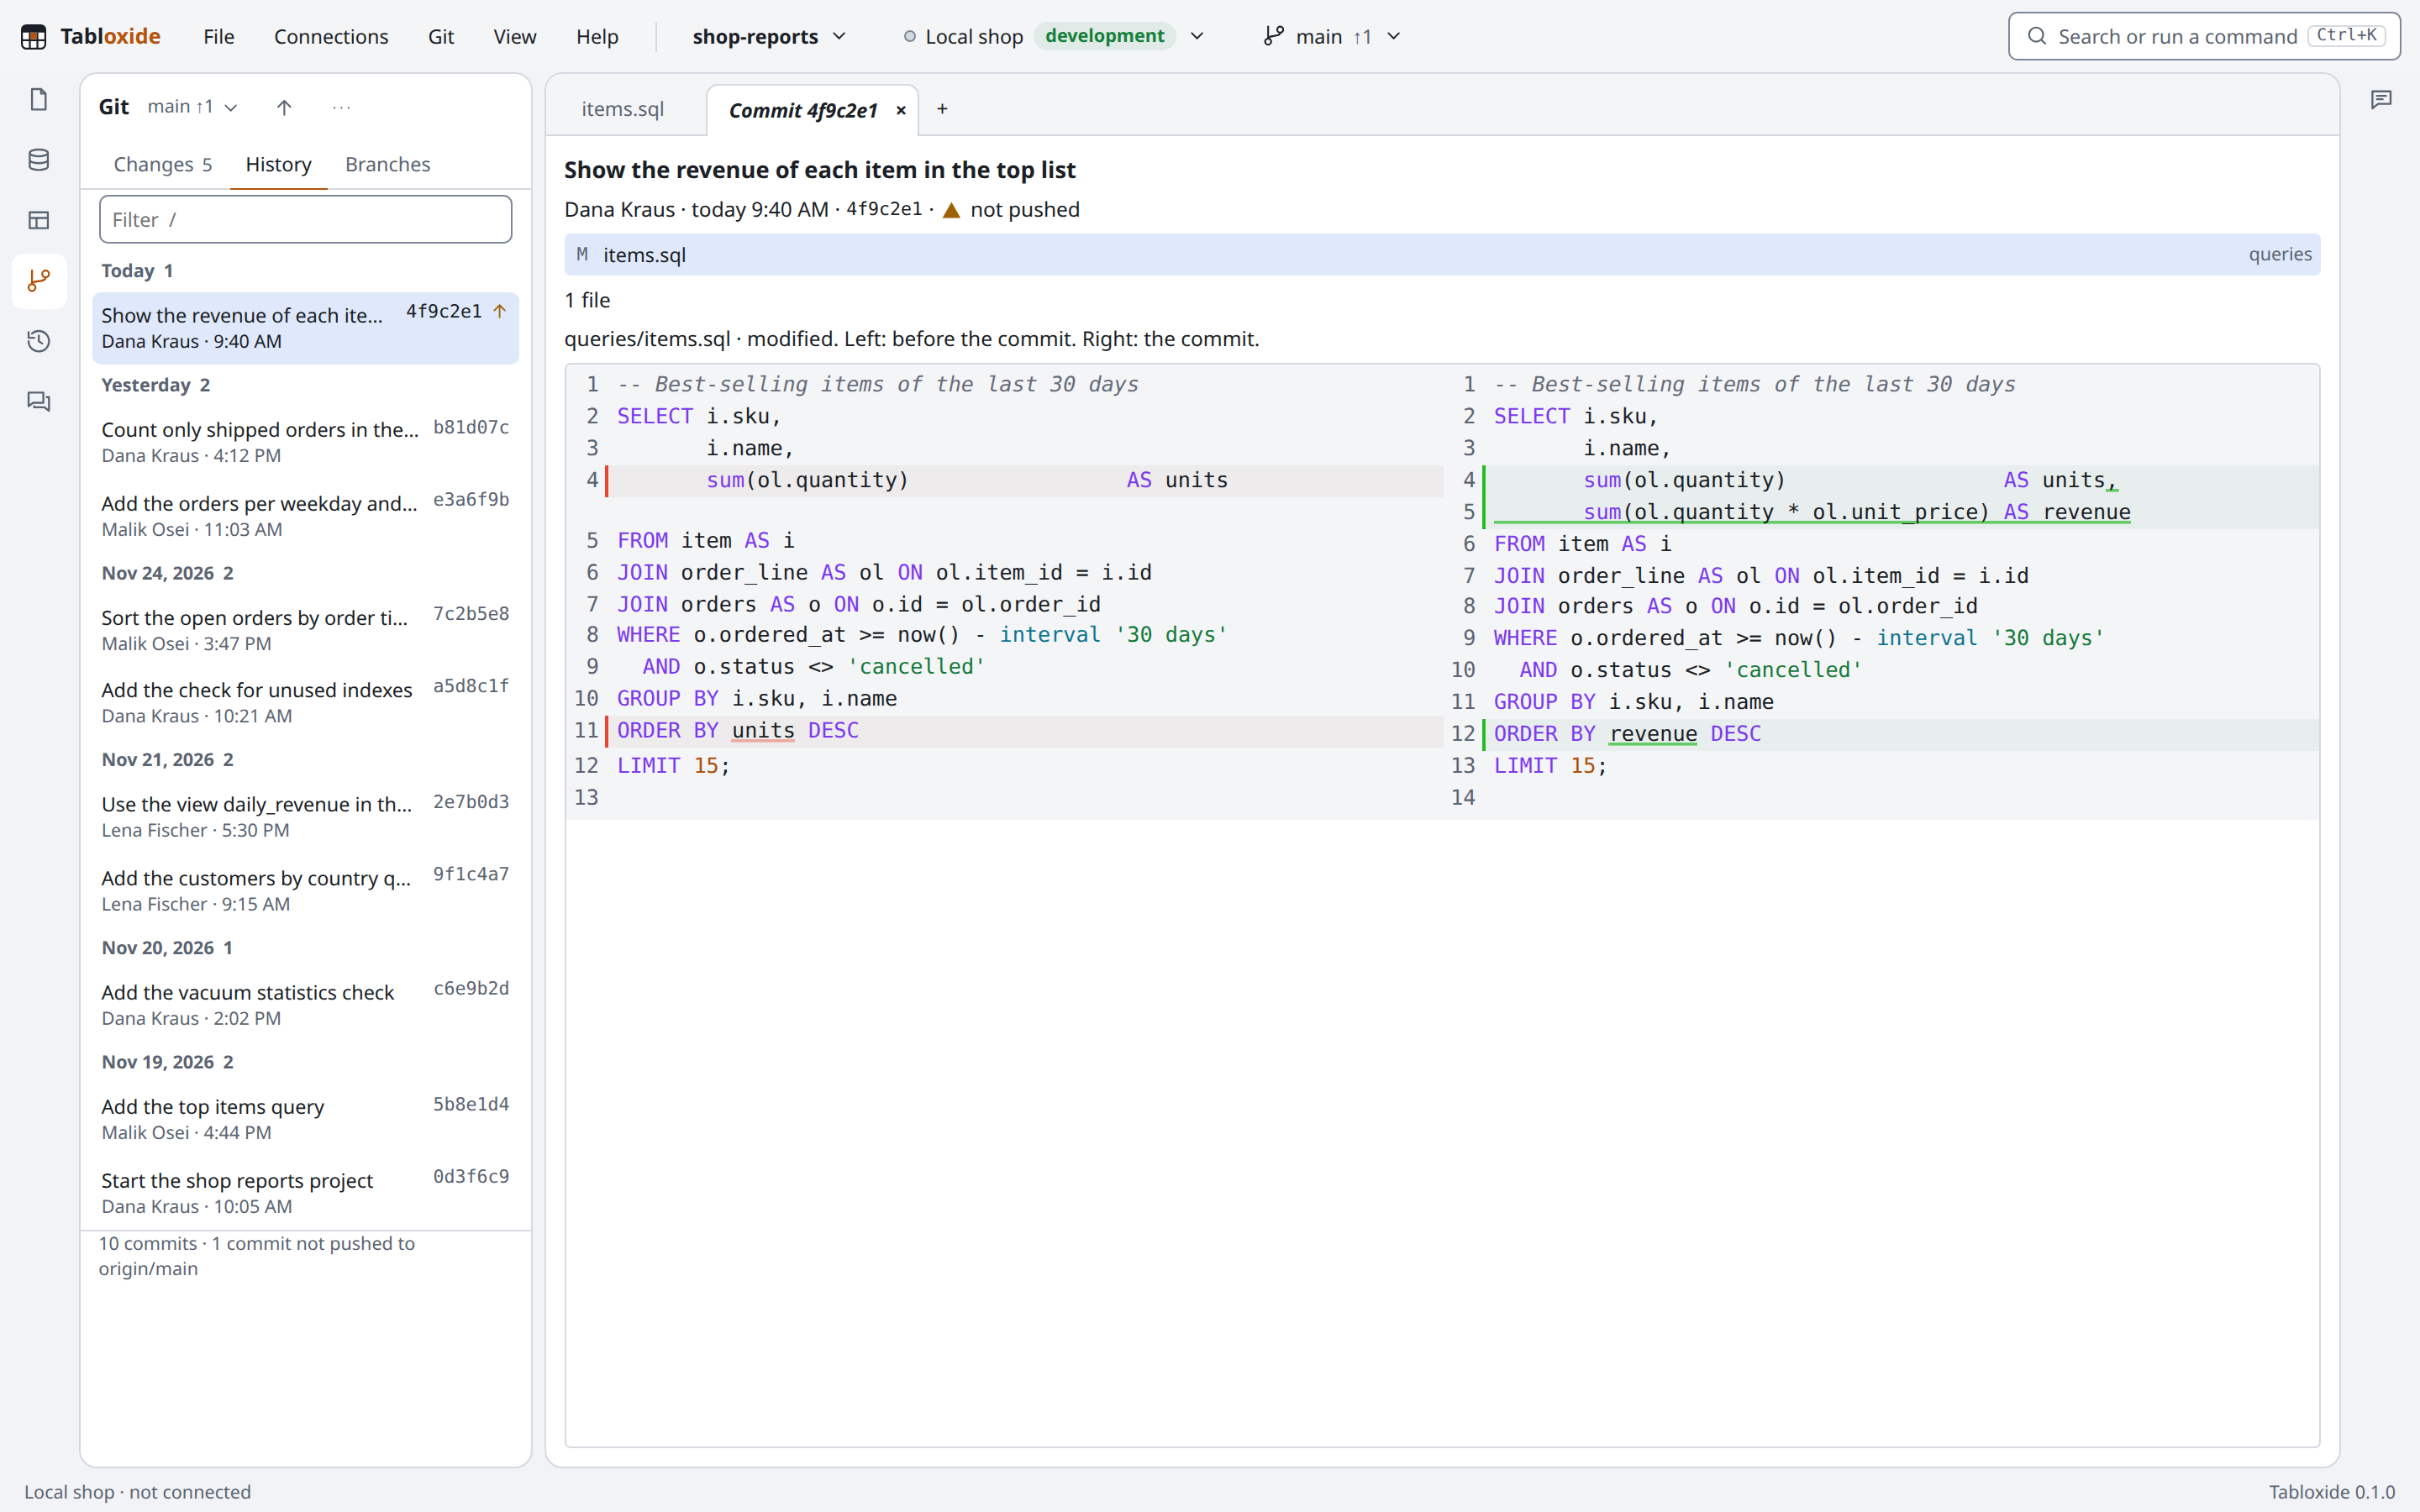 Tabloxide File Connections Git View Help shop-reports Local shop development main ↑1 Search or run a command Ctrl+K
Git main ↑1 ···
Changes 5 History Branches
Filter /
Today 1
Show the revenue of each ite... 4f9c2e1 ↑
Dana Kraus · 9:40 AM
Yesterday 2
Count only shipped orders in the... b81d07c
Dana Kraus · 4:12 PM
Add the orders per weekday and... e3a6f9b
Malik Osei · 11:03 AM
Nov 24, 2026 2
Sort the open orders by order ti... 7c2b5e8
Malik Osei · 3:47 PM
Add the check for unused indexes a5d8c1f
Dana Kraus · 10:21 AM
Nov 21, 2026 2
Use the view daily_revenue in th... 2e7b0d3
Lena Fischer · 5:30 PM
Add the customers by country q... 9f1c4a7
Lena Fischer · 9:15 AM
Nov 20, 2026 1
Add the vacuum statistics check c6e9b2d
Dana Kraus · 2:02 PM
Nov 19, 2026 2
Add the top items query 5b8e1d4
Malik Osei · 4:44 PM
Start the shop reports project 0d3f6c9
Dana Kraus · 10:05 AM
10 commits · 1 commit not pushed to
origin/main
items.sql Commit 4f9c2e1 × +
Show the revenue of each item in the top list
Dana Kraus · today 9:40 AM · 4f9c2e1 · not pushed
M items.sql queries
1 file
queries/items.sql · modified. Left: before the commit. Right: the commit.
1 -- Best-selling items of the last 30 days
2 SELECT i.sku,
3 i.name,
4 sum(ol.quantity) AS units
5 FROM item AS i
6 JOIN order_line AS ol ON ol.item_id = i.id
7 JOIN orders AS o ON o.id = ol.order_id
8 WHERE o.ordered_at >= now() - interval '30 days'
9 AND o.status <> 'cancelled'
10 GROUP BY i.sku, i.name
11 ORDER BY units DESC
12 LIMIT 15;
13
1 -- Best-selling items of the last 30 days
2 SELECT i.sku,
3 i.name,
4 sum(ol.quantity) AS units,
5 sum(ol.quantity * ol.unit_price) AS revenue
6 FROM item AS i
7 JOIN order_line AS ol ON ol.item_id = i.id
8 JOIN orders AS o ON o.id = ol.order_id
9 WHERE o.ordered_at >= now() - interval '30 days'
10 AND o.status <> 'cancelled'
11 GROUP BY i.sku, i.name
12 ORDER BY revenue DESC
13 LIMIT 15;
14
Local shop · not connected Tabloxide 0.1.0